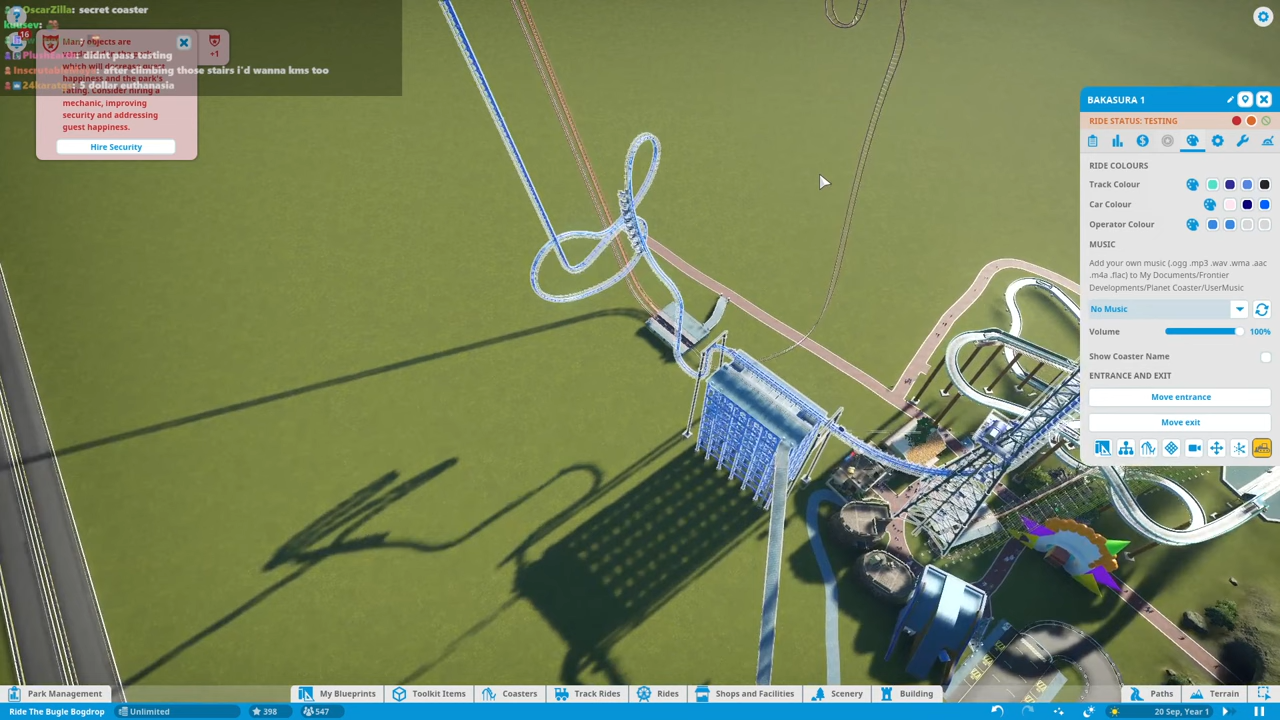 OscarZilla: secret coaster
16
+1
Many objects are
: didnt pass testing
which will decrease guest
: after climbing those stairs i'd wanna kms too
happiness and the park's
: 5 dollar euthanasia
rating. Consider hiring a
mechanic, improving
security and addressing
guest happiness.
Hire Security
BAKASURA 1
RIDE STATUS: TESTING
RIDE COLOURS
Track Colour
Car Colour
Operator Colour
MUSIC
Add your own music (.ogg .mp3 .wav .wma .aac
.m4a .flac) to My Documents/Frontier
Developments/Planet Coaster/UserMusic
No Music
Volume 100%
Show Coaster Name
ENTRANCE AND EXIT
Move entrance
Move exit
Park Management My Blueprints Toolkit Items Coasters Track Rides Rides Shops and Facilities Scenery Building Paths Terrain
Ride The Bugle Bogdrop Unlimited 398 547 20 Sep, Year 1